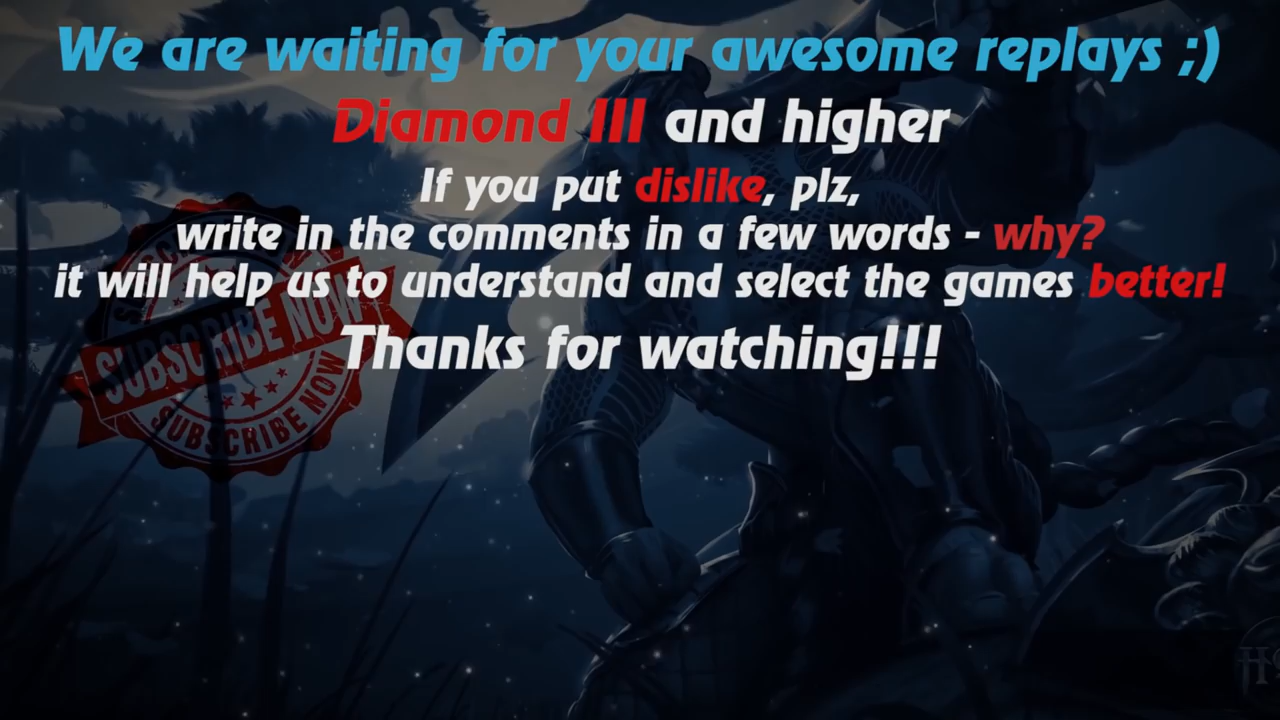 We are waiting for your awesome replays ;)
Diamond III and higher
If you put dislike, plz,
write in the comments in a few words - why?
it will help us to understand and select the games better!
Thanks for watching!!!
SUBSCRIBE NOW
SUBSCRIBE NOW